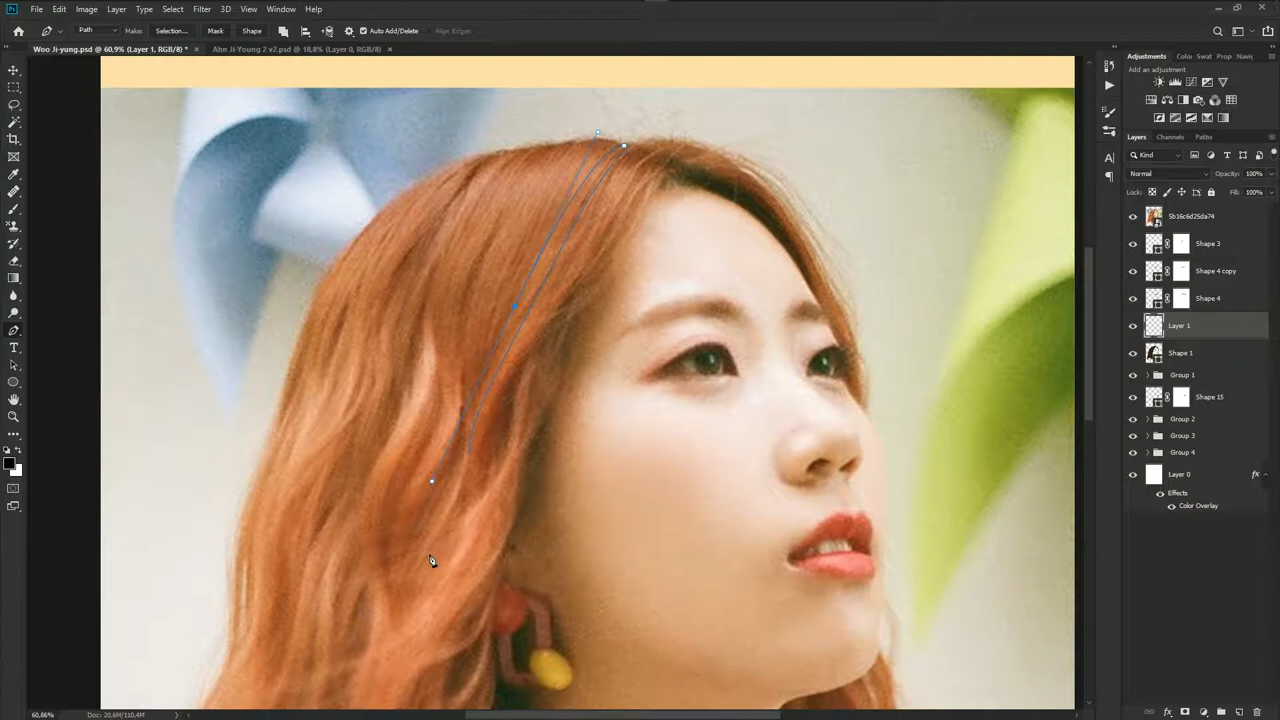 Ps File Edit Image Layer Type Select Filter 3D View Window Help
Path Make: Selection... Mask Shape Auto Add/Delete Align Edges
Woo Ji-yung.psd @ 60,9% (Layer 1, RGB/8) * × Ahn Ji-Young 2 v2.psd @ 18,8% (Layer 0, RGB/8) ×
Adjustments Color Swat Prop Navig
Add an adjustment
Layers Channels Paths
Kind
Normal Opacity: 100%
Lock: Fill: 100%
5b16c6d25da74
Shape 3
Shape 4 copy
Shape 4
Layer 1
Shape 1
Group 1
Shape 15
Group 2
Group 3
Group 4
Layer 0 fx
Effects
Color Overlay
60,86% Doc: 20,6M/110,4M